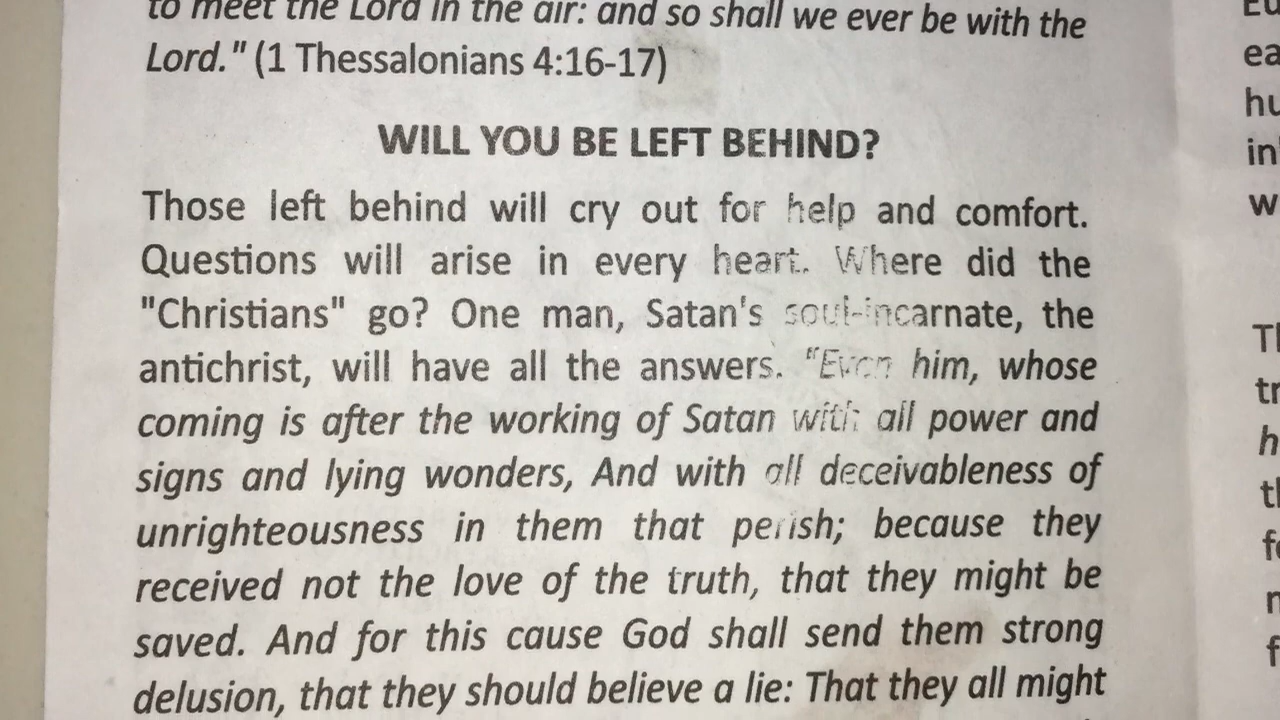 to meet the Lord in the air: and so shall we ever be with the
Lord." (1 Thessalonians 4:16-17)
WILL YOU BE LEFT BEHIND?
Those left behind will cry out for help and comfort.
Questions will arise in every heart. Where did the
"Christians" go? One man, Satan's soul-incarnate, the
antichrist, will have all the answers. "Even him, whose
coming is after the working of Satan with all power and
signs and lying wonders, And with all deceivableness of
unrighteousness in them that perish; because they
received not the love of the truth, that they might be
saved. And for this cause God shall send them strong
delusion, that they should believe a lie: That they all might